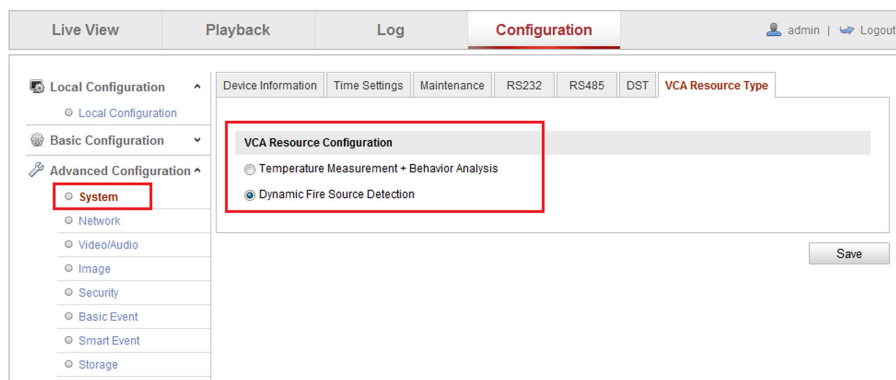 Live View Playback Log Configuration admin | Logout
Local Configuration
Local Configuration
Basic Configuration
Advanced Configuration
System
Network
Video/Audio
Image
Security
Basic Event
Smart Event
Storage
Device Information Time Settings Maintenance RS232 RS485 DST VCA Resource Type
VCA Resource Configuration
Temperature Measurement + Behavior Analysis
Dynamic Fire Source Detection
Save